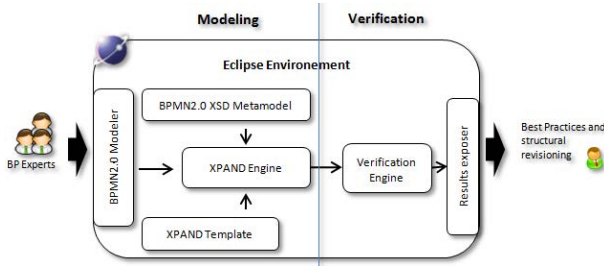 Modeling
Verification
Eclipse Environement
BPMN2.0 Modeler
BPMN2.0 XSD Metamodel
XPAND Engine
XPAND Template
Verification
Engine
Results exposer
BP Experts
Best Practices and
structural
revisioning